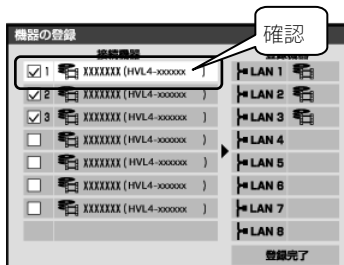 機器の登録
確認
接続機器
1 XXXXXXX (HVL4-xxxxxx )
2 XXXXXXX (HVL4-xxxxxx )
3 XXXXXXX (HVL4-xxxxxx )
XXXXXXX (HVL4-xxxxxx )
XXXXXXX (HVL4-xxxxxx )
XXXXXXX (HVL4-xxxxxx )
XXXXXXX (HVL4-xxxxxx )
LAN 1
LAN 2
LAN 3
LAN 4
LAN 5
LAN 6
LAN 7
LAN 8
登録完了